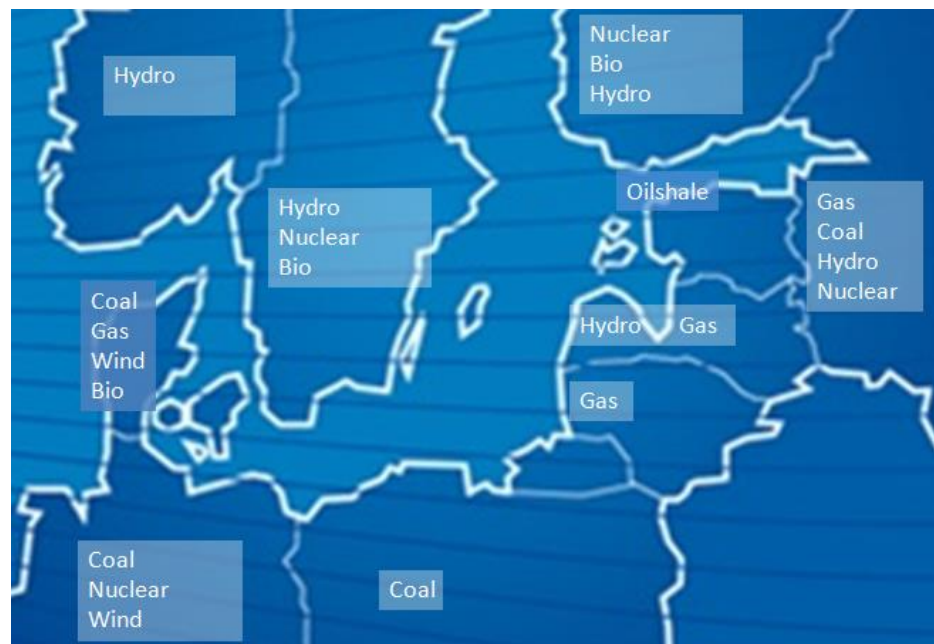 Hydro
Nuclear
Bio
Hydro
Oilshale
Hydro
Nuclear
Bio
Gas
Coal
Hydro
Nuclear
Coal
Gas
Wind
Bio
Hydro Gas
Gas
Coal
Nuclear
Wind
Coal